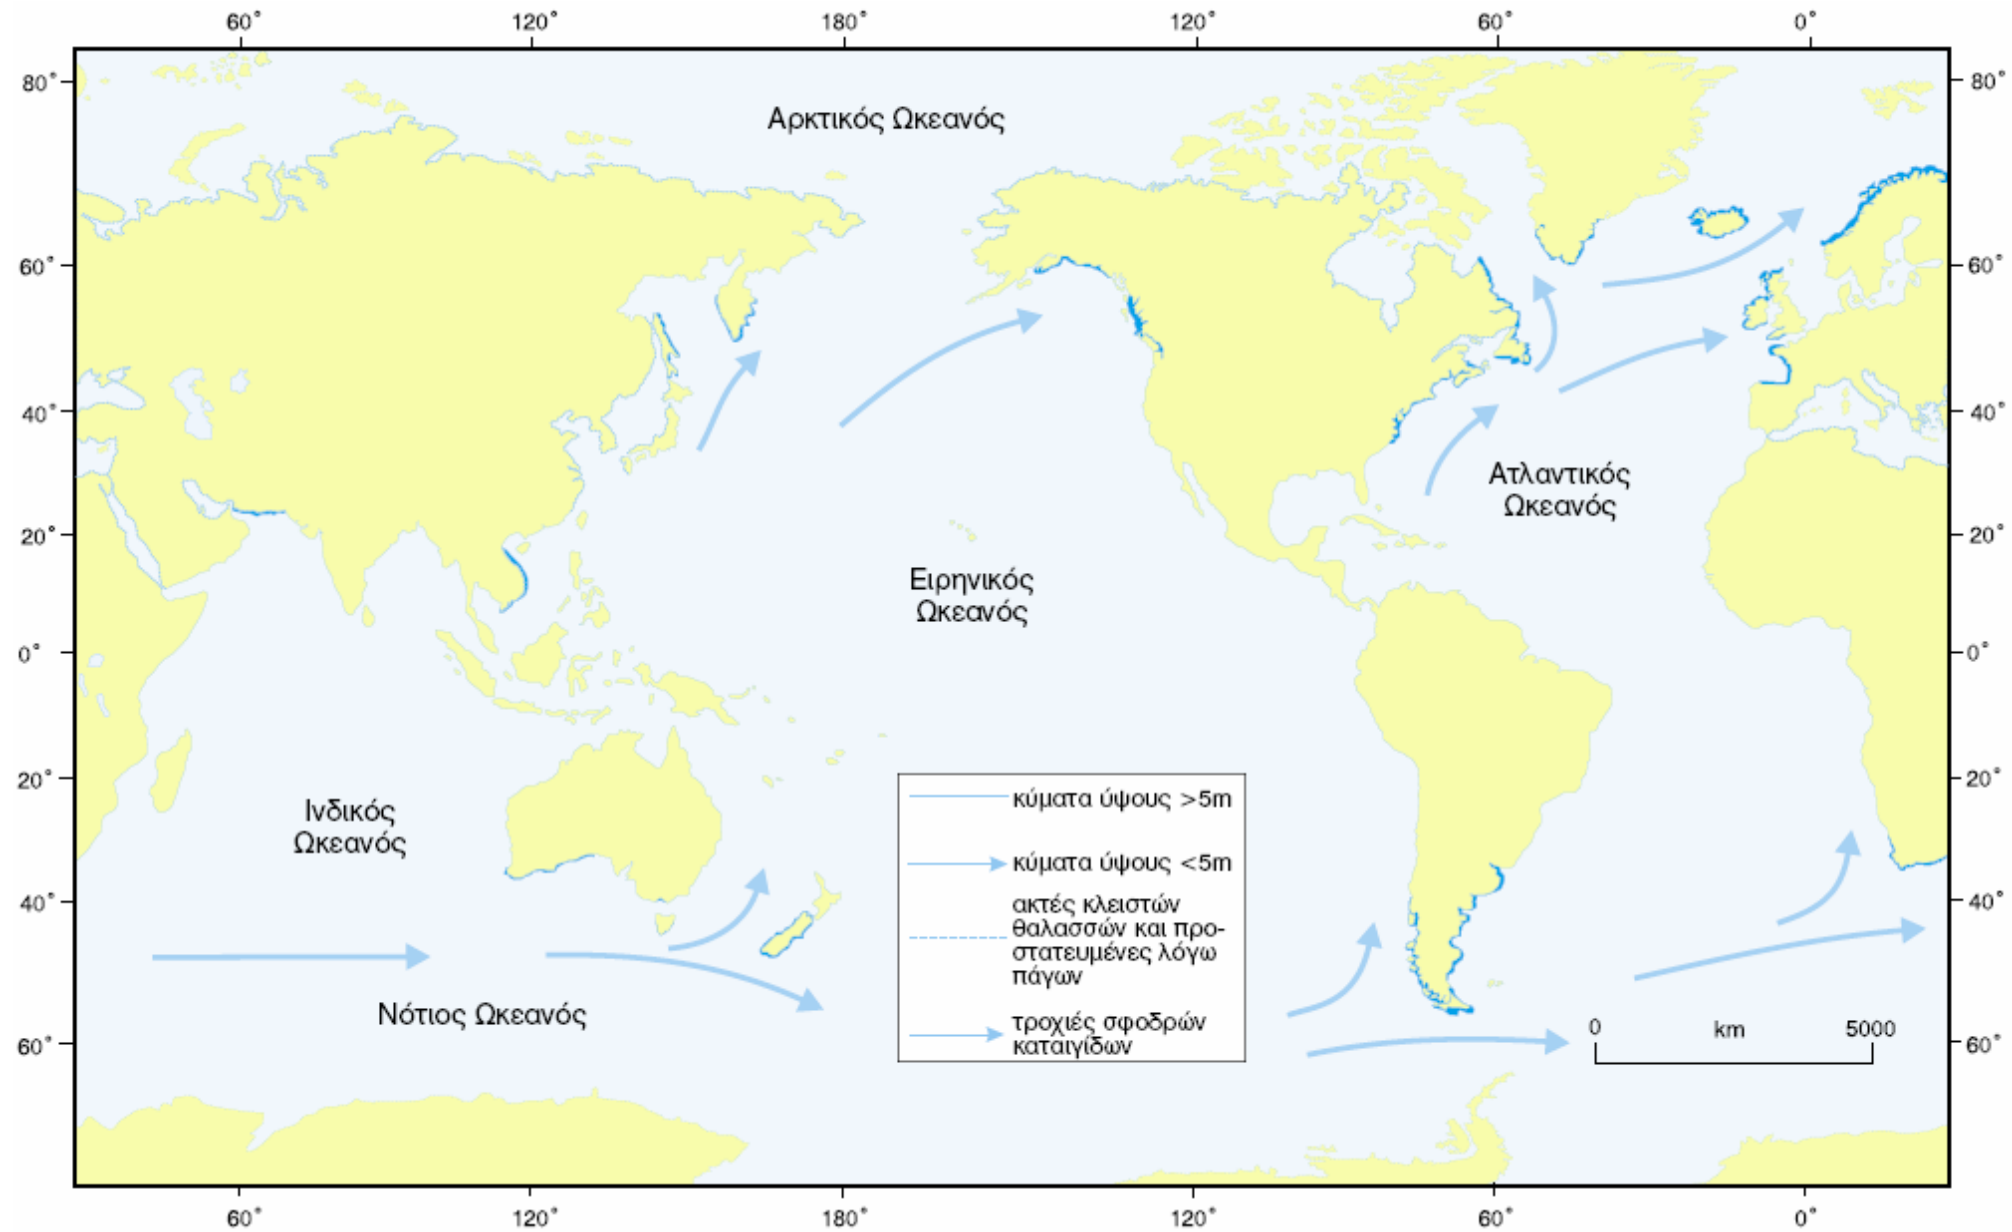 60° 120° 180° 120° 60° 0°
80° 80°
Αρκτικός Ωκεανός
60° 60°
40° 40°
Ατλαντικός
Ωκεανός
20° 20°
Ειρηνικός
Ωκεανός
0° 0°
20° 20°
Ινδικός
Ωκεανός
κύματα ύψους >5m
κύματα ύψους <5m
40° 40°
ακτές κλειστών
θαλασσών και προ-
στατευμένες λόγω
πάγων
Νότιος Ωκεανός
τροχιές σφοδρών
καταιγίδων
0 km 5000
60° 60°
60° 120° 180° 120° 60° 0°